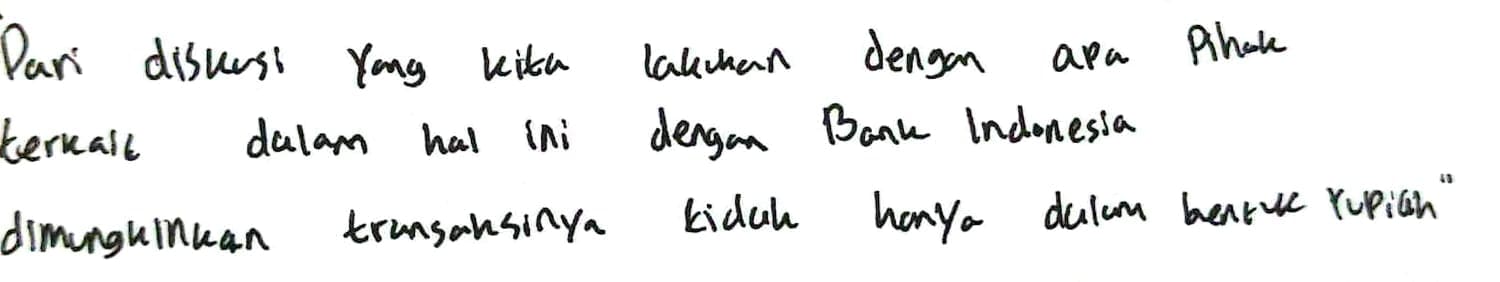 Dari diskusi yang kita lakukan dengan apa Pihak
terkait dalam hal ini dengan Bank Indonesia
dimungkinkan transaksinya tidak hanya dalam bentuk rupiah"